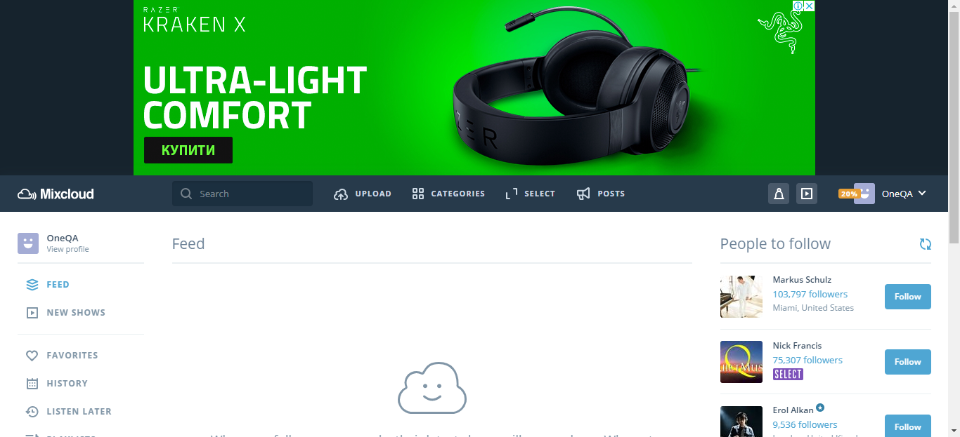 RAZER
KRAKEN X
ULTRA-LIGHT
COMFORT
КУПИТИ
Mixcloud
Search
UPLOAD
CATEGORIES
SELECT
POSTS
20%
OneQA
OneQA
View profile
FEED
NEW SHOWS
FAVORITES
HISTORY
LISTEN LATER
Feed
People to follow
Markus Schulz
103,797 followers
Miami, United States
Follow
Nick Francis
75,307 followers
SELECT
Follow
Erol Alkan
9,536 followers
Follow